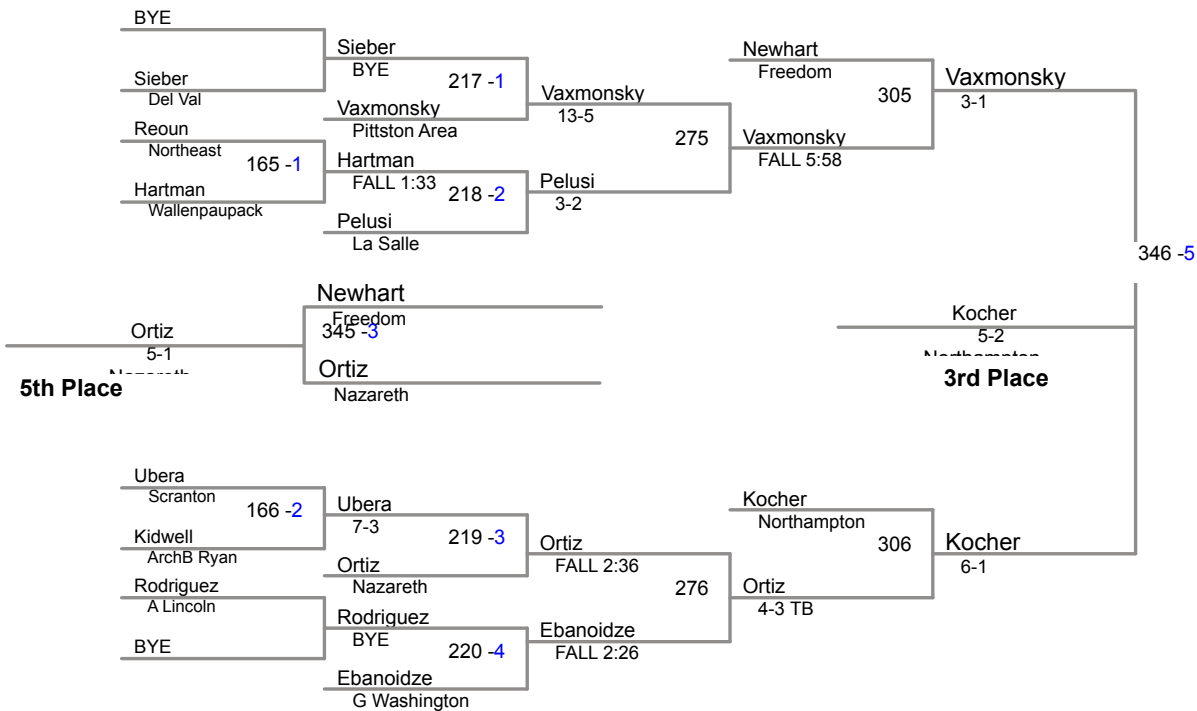 BYE
Sieber
Del Val
Reoun
Northeast
165 -1
Hartman
Wallenpaupack
Sieber
BYE
217 -1
Vaxmonsky
Pittston Area
Hartman
FALL 1:33
218 -2
Pelusi
La Salle
Vaxmonsky
13-5
275
Pelusi
3-2
Newhart
Freedom
305
Vaxmonsky
FALL 5:58
Vaxmonsky
3-1
346 -5
Newhart
Freedom
345 -3
Ortiz
Nazareth
Ortiz
5-1
5th Place
Kocher
5-2
3rd Place
Ubera
Scranton
166 -2
Kidwell
ArchB Ryan
Rodriguez
A Lincoln
BYE
Ubera
7-3
219 -3
Ortiz
Nazareth
Rodriguez
BYE
220 -4
Ebanoidze
G Washington
Ortiz
FALL 2:36
276
Ebanoidze
FALL 2:26
Kocher
Northampton
306
Ortiz
4-3 TB
Kocher
6-1